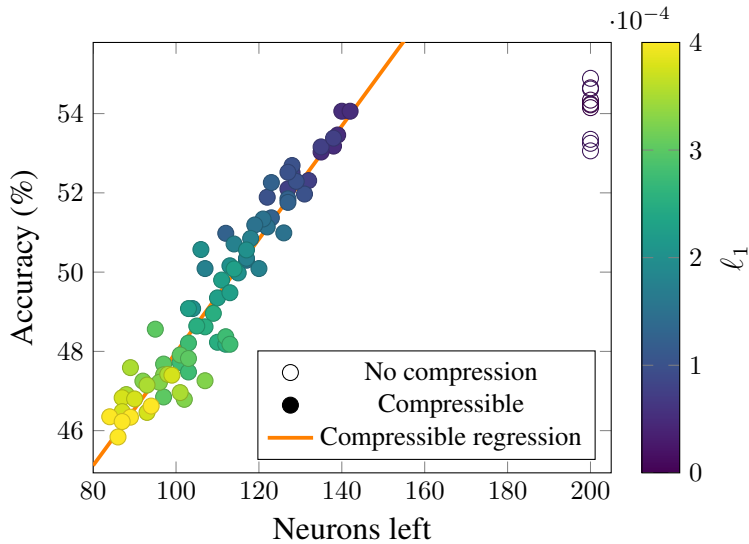 ·10⁻⁴
54
52
50
48
46
Accuracy (%)
80 100 120 140 160 180 200
Neurons left
No compression
Compressible
Compressible regression
4
3
2
1
0
ℓ₁